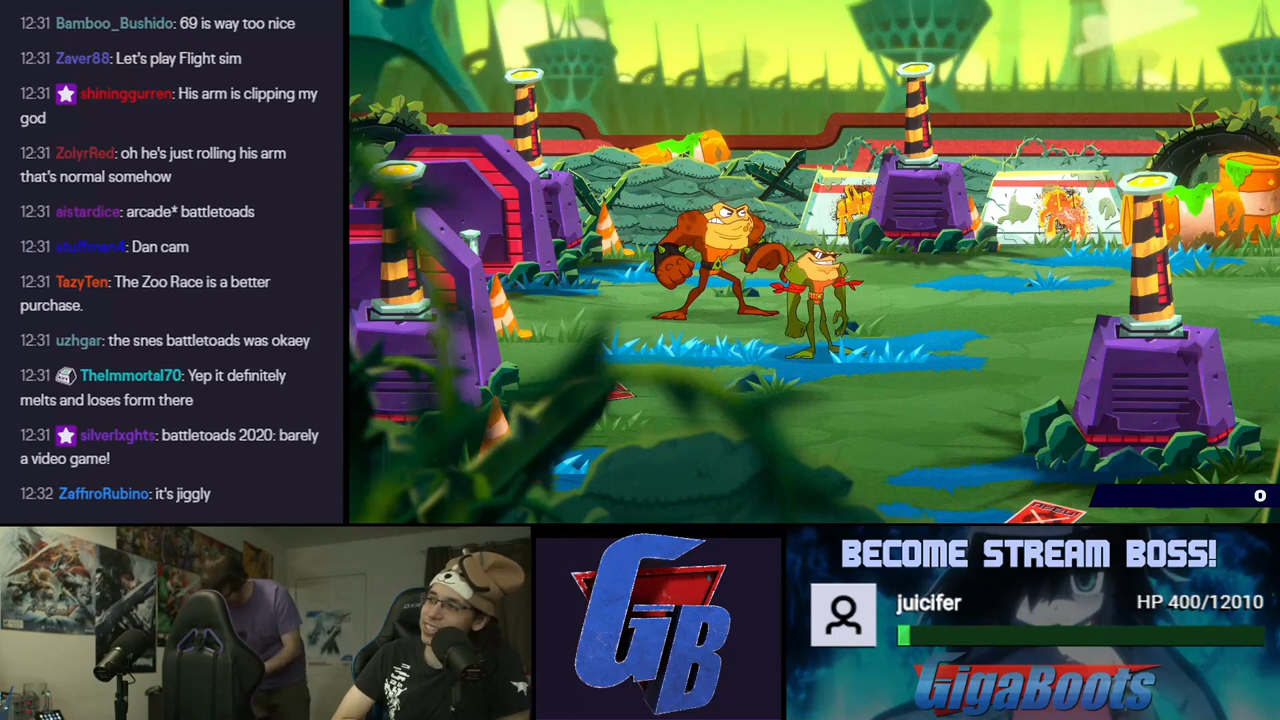 12:31 Bamboo_Bushido: 69 is way too nice
12:31 Zaver88: Let's play Flight sim
12:31 shininggurren: His arm is clipping my
god
12:31 ZolyrRed: oh he's just rolling his arm
that's normal somehow
12:31 aistardice: arcade* battletoads
12:31 stuffman4: Dan cam
12:31 TazyTen: The Zoo Race is a better
purchase.
12:31 uzhgar: the snes battletoads was okaey
12:31 TheImmortal70: Yep it definitely
melts and loses form there
12:31 silverlxghts: battletoads 2020: barely
a video game!
12:32 ZaffiroRubino: it's jiggly
0
GB
BECOME STREAM BOSS!
juicifer HP 400/12010
GigaBoots